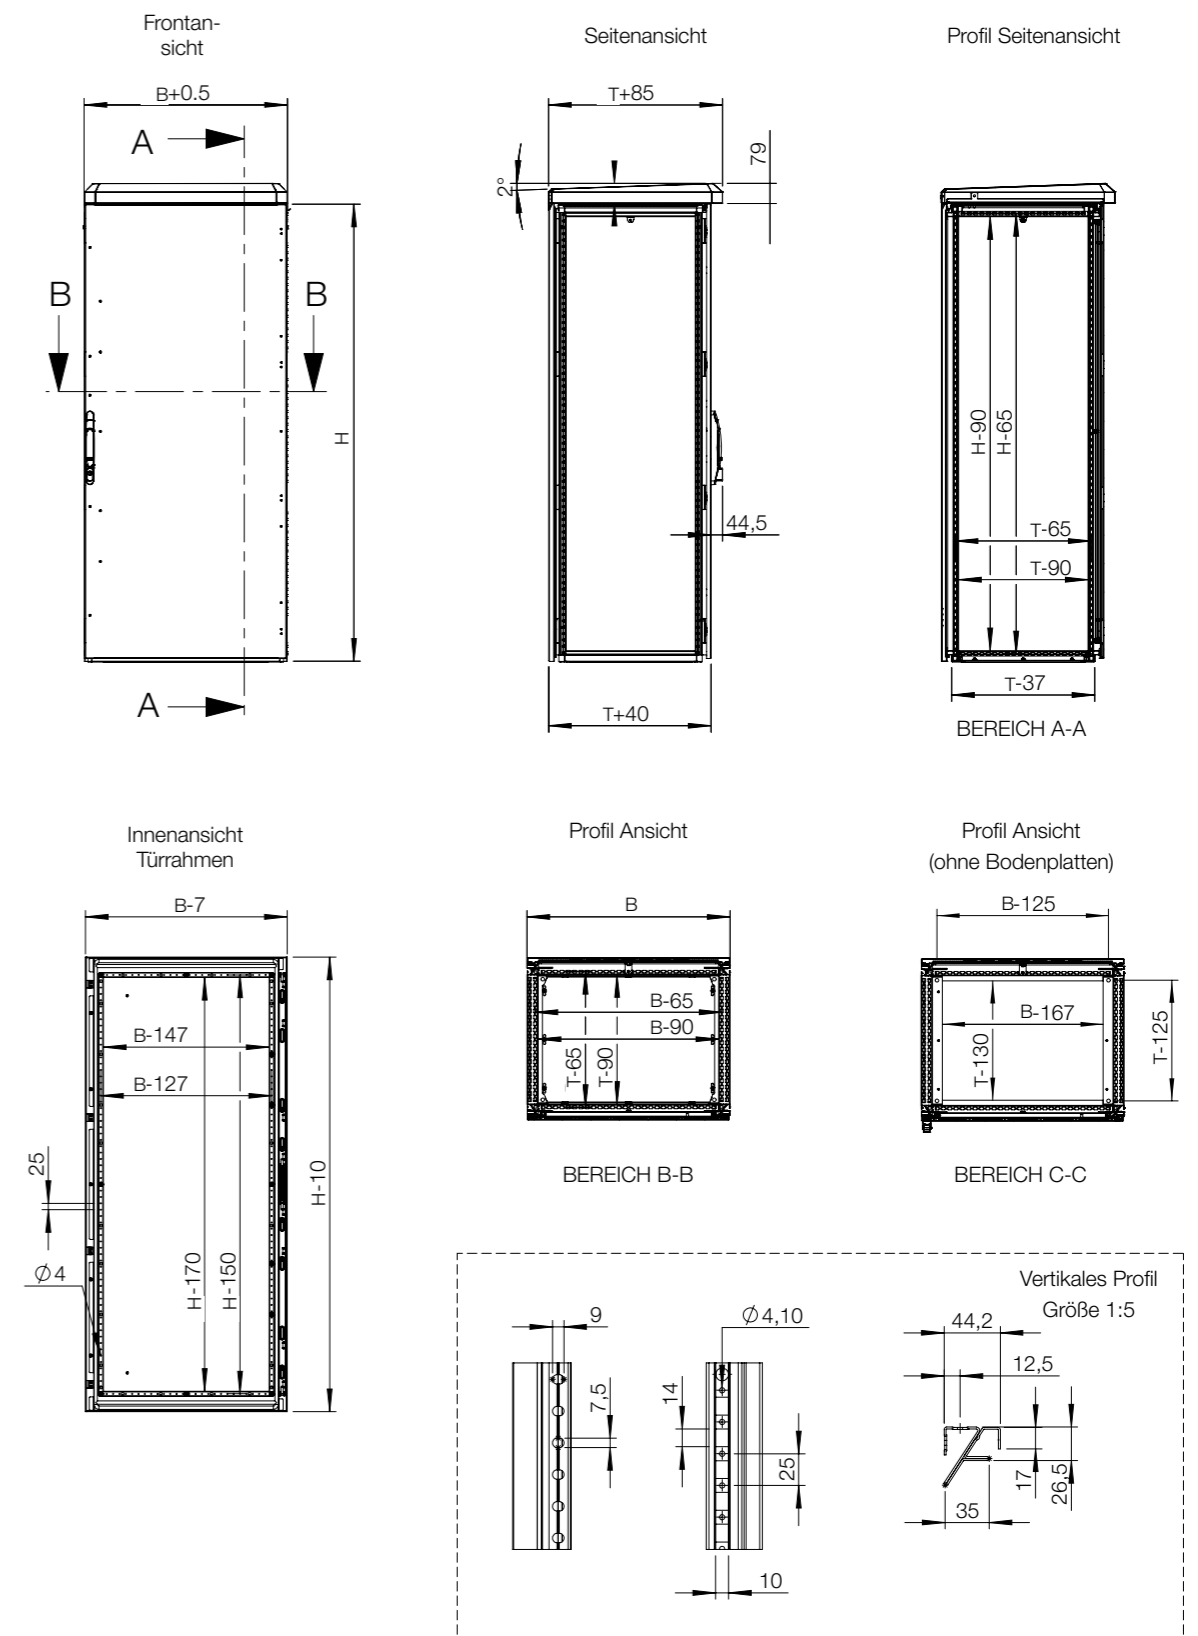 Frontan-
sicht
Seitenansicht
Profil Seitenansicht
B+0.5
T+85
A
79
2°
B
B
H
H-90
H-65
44,5
T-65
T-90
A
T+40
T-37
BEREICH A-A
Innenansicht
Türrahmen
Profil Ansicht
Profil Ansicht
(ohne Bodenplatten)
B-7
B
B-125
B-147
B-127
25
Ø4
H-170
H-150
H-10
B-65
B-90
T-65
T-90
B-167
T-130
T-125
BEREICH B-B
BEREICH C-C
Vertikales Profil
Größe 1:5
9
Ø4,10
44,2
12,5
7,5
14
25
17
26,5
35
10